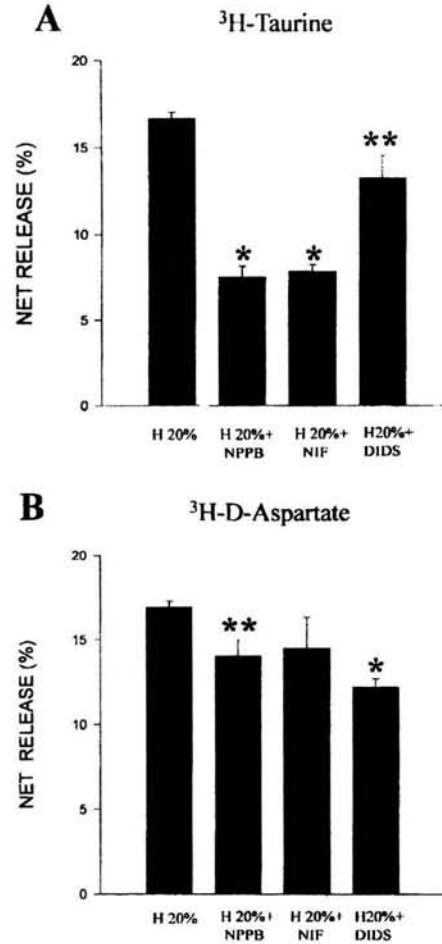 A
³H-Taurine
NET RELEASE (%)
20
15
10
5
0
*
*
**
H 20%
H 20%+
NPPB
H 20%+
NIF
H20%+
DIDS
B
³H-D-Aspartate
NET RELEASE (%)
20
15
10
5
0
**
*
H 20%
H 20%+
NPPB
H 20%+
NIF
H20%+
DIDS